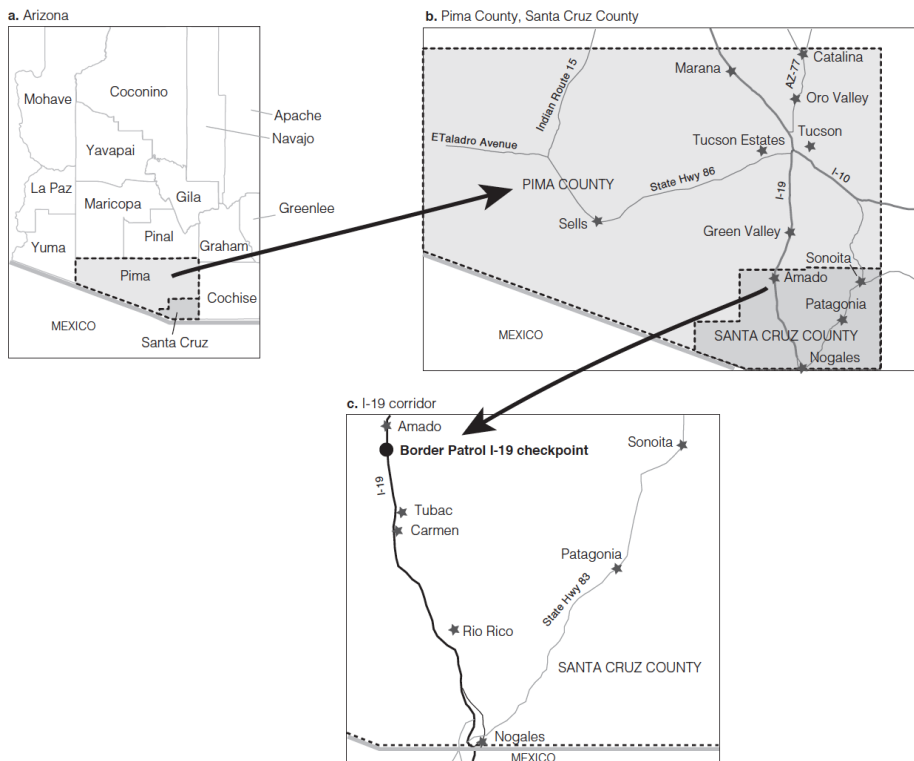 a. Arizona
Mohave
Coconino
Apache
Navajo
Yavapai
La Paz
Maricopa
Gila
Greenlee
Yuma
Pinal
Graham
Pima
Cochise
MEXICO
Santa Cruz
b. Pima County, Santa Cruz County
Marana
Catalina
AZ-77
Oro Valley
Indian Route 15
ETaladro Avenue
Tucson Estates
Tucson
PIMA COUNTY
State Hwy 86
I-19
I-10
Sells
Green Valley
Sonoita
Amado
Patagonia
SANTA CRUZ COUNTY
MEXICO
Nogales
c. I-19 corridor
Amado
Border Patrol I-19 checkpoint
Sonoita
I-19
Tubac
Carmen
Patagonia
State Hwy 83
Rio Rico
SANTA CRUZ COUNTY
Nogales
MEXICO